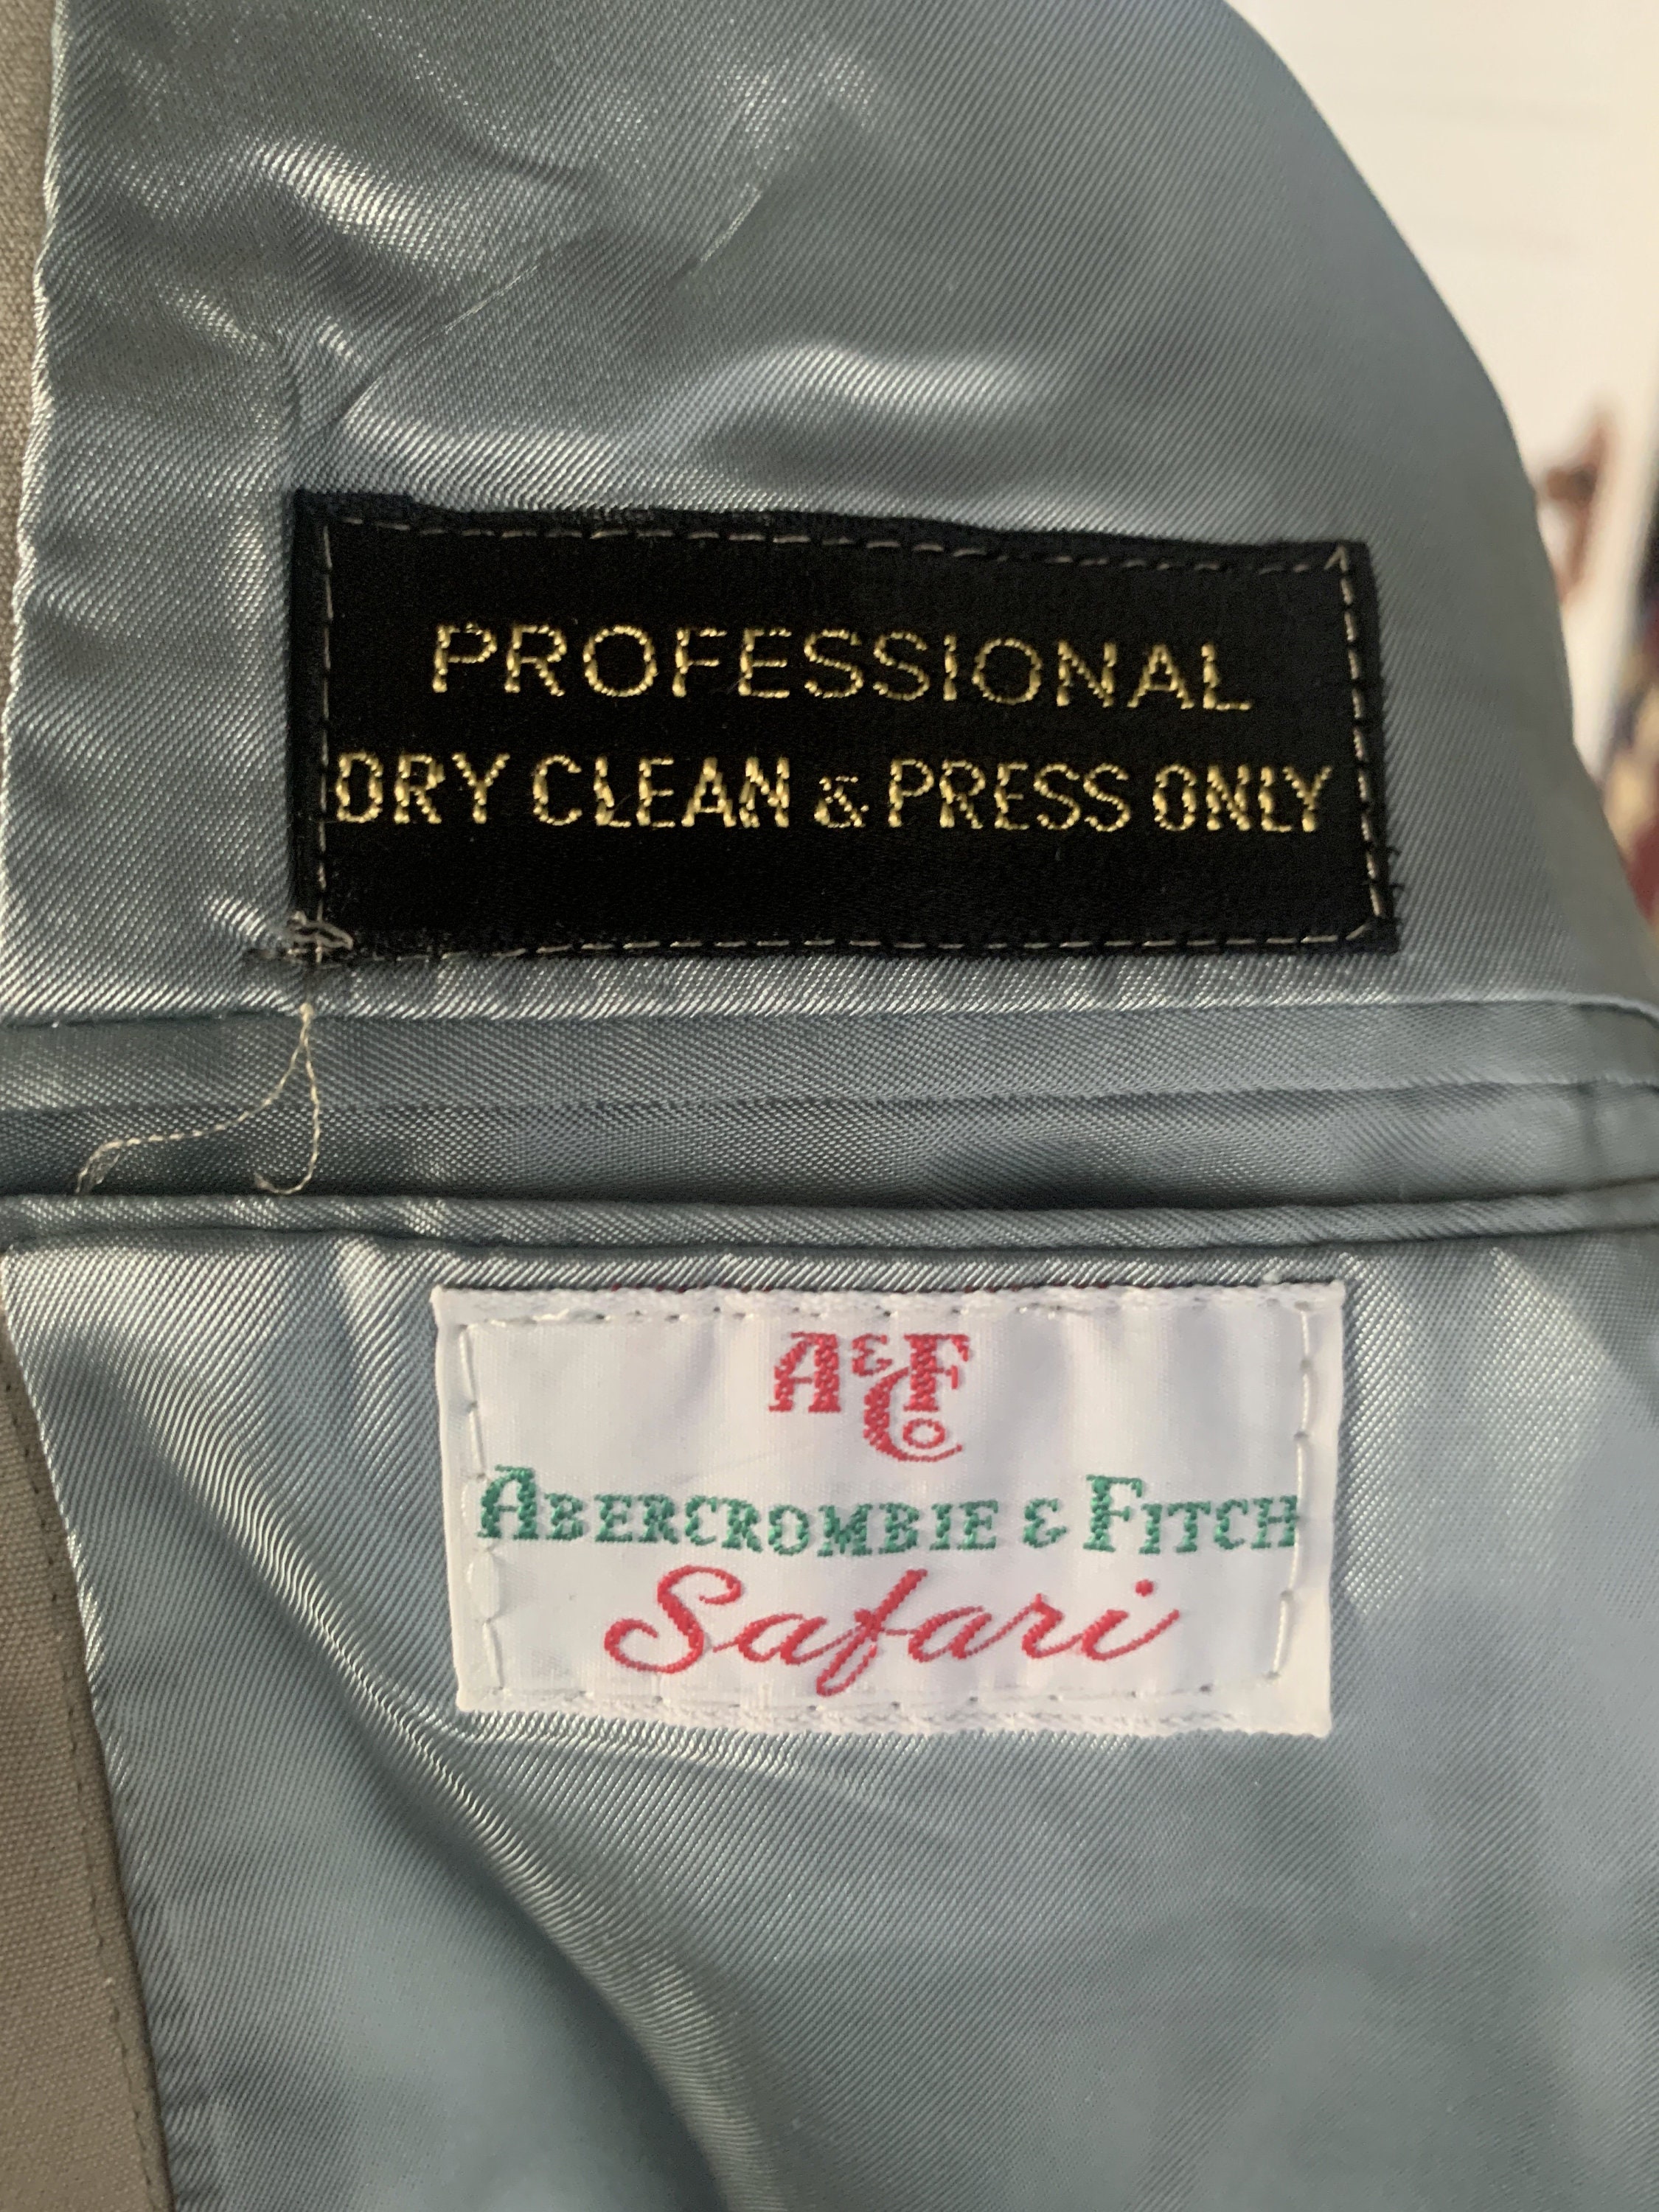 PROFESSIONAL
DRY CLEAN & PRESS ONLY
A&F
Co
ABERCROMBIE & FITCH
Safari